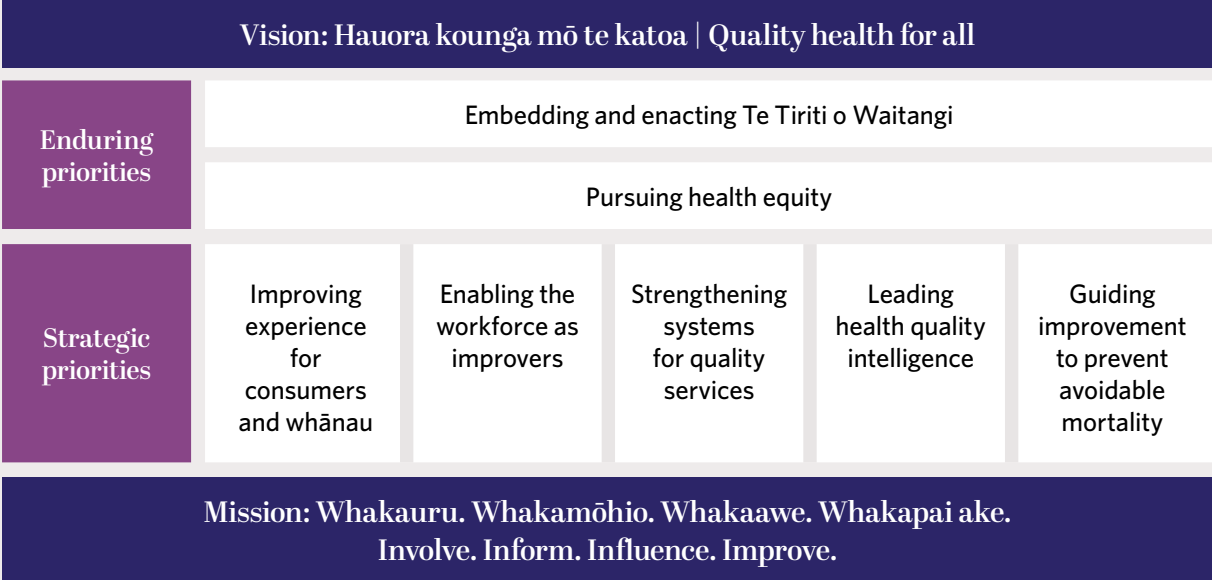 Vision: Hauora kounga mō te katoa | Quality health for all
Enduring
priorities
Embedding and enacting Te Tiriti o Waitangi
Pursuing health equity
Strategic
priorities
Improving
experience
for
consumers
and whānau
Enabling the
workforce as
improvers
Strengthening
systems
for quality
services
Leading
health quality
intelligence
Guiding
improvement
to prevent
avoidable
mortality
Mission: Whakauru. Whakamōhio. Whakaawe. Whakapai ake.
Involve. Inform. Influence. Improve.